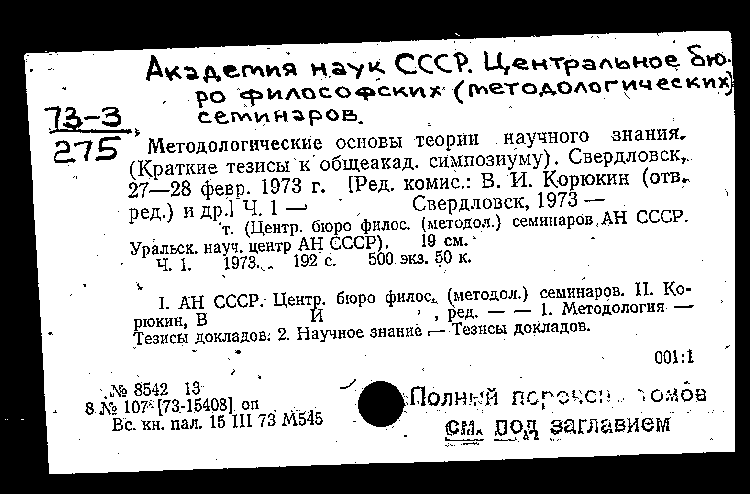 Академия наук СССР. Центральное бю-
ро философских (методологических)
семинаров.
73-3
275
Методологические основы теории научного знания.
(Краткие тезисы к общеакад. симпозиуму). Свердловск,
27—28 февр. 1973 г. [Ред. комис.: В. И. Корюкин (отв.
ред.) и др.] Ч. 1 — Свердловск, 1973 —
т. (Центр. бюро филос. (методол.) семинаров АН СССР.
Уральск. науч. центр АН СССР). 19 см.
Ч. 1. 1973. 192 с. 500 экз. 50 к.
I. АН СССР. Центр. бюро филос. (методол.) семинаров. II. Ко-
рюкин, В И , ред. — — 1. Методология —
Тезисы докладов. 2. Научное знание — Тезисы докладов.
001:1
№ 8542 13
8 № 107 [73-15408] оп
Вс. кн. пал. 15 III 73 М545
Полный томов
см. под заглавием